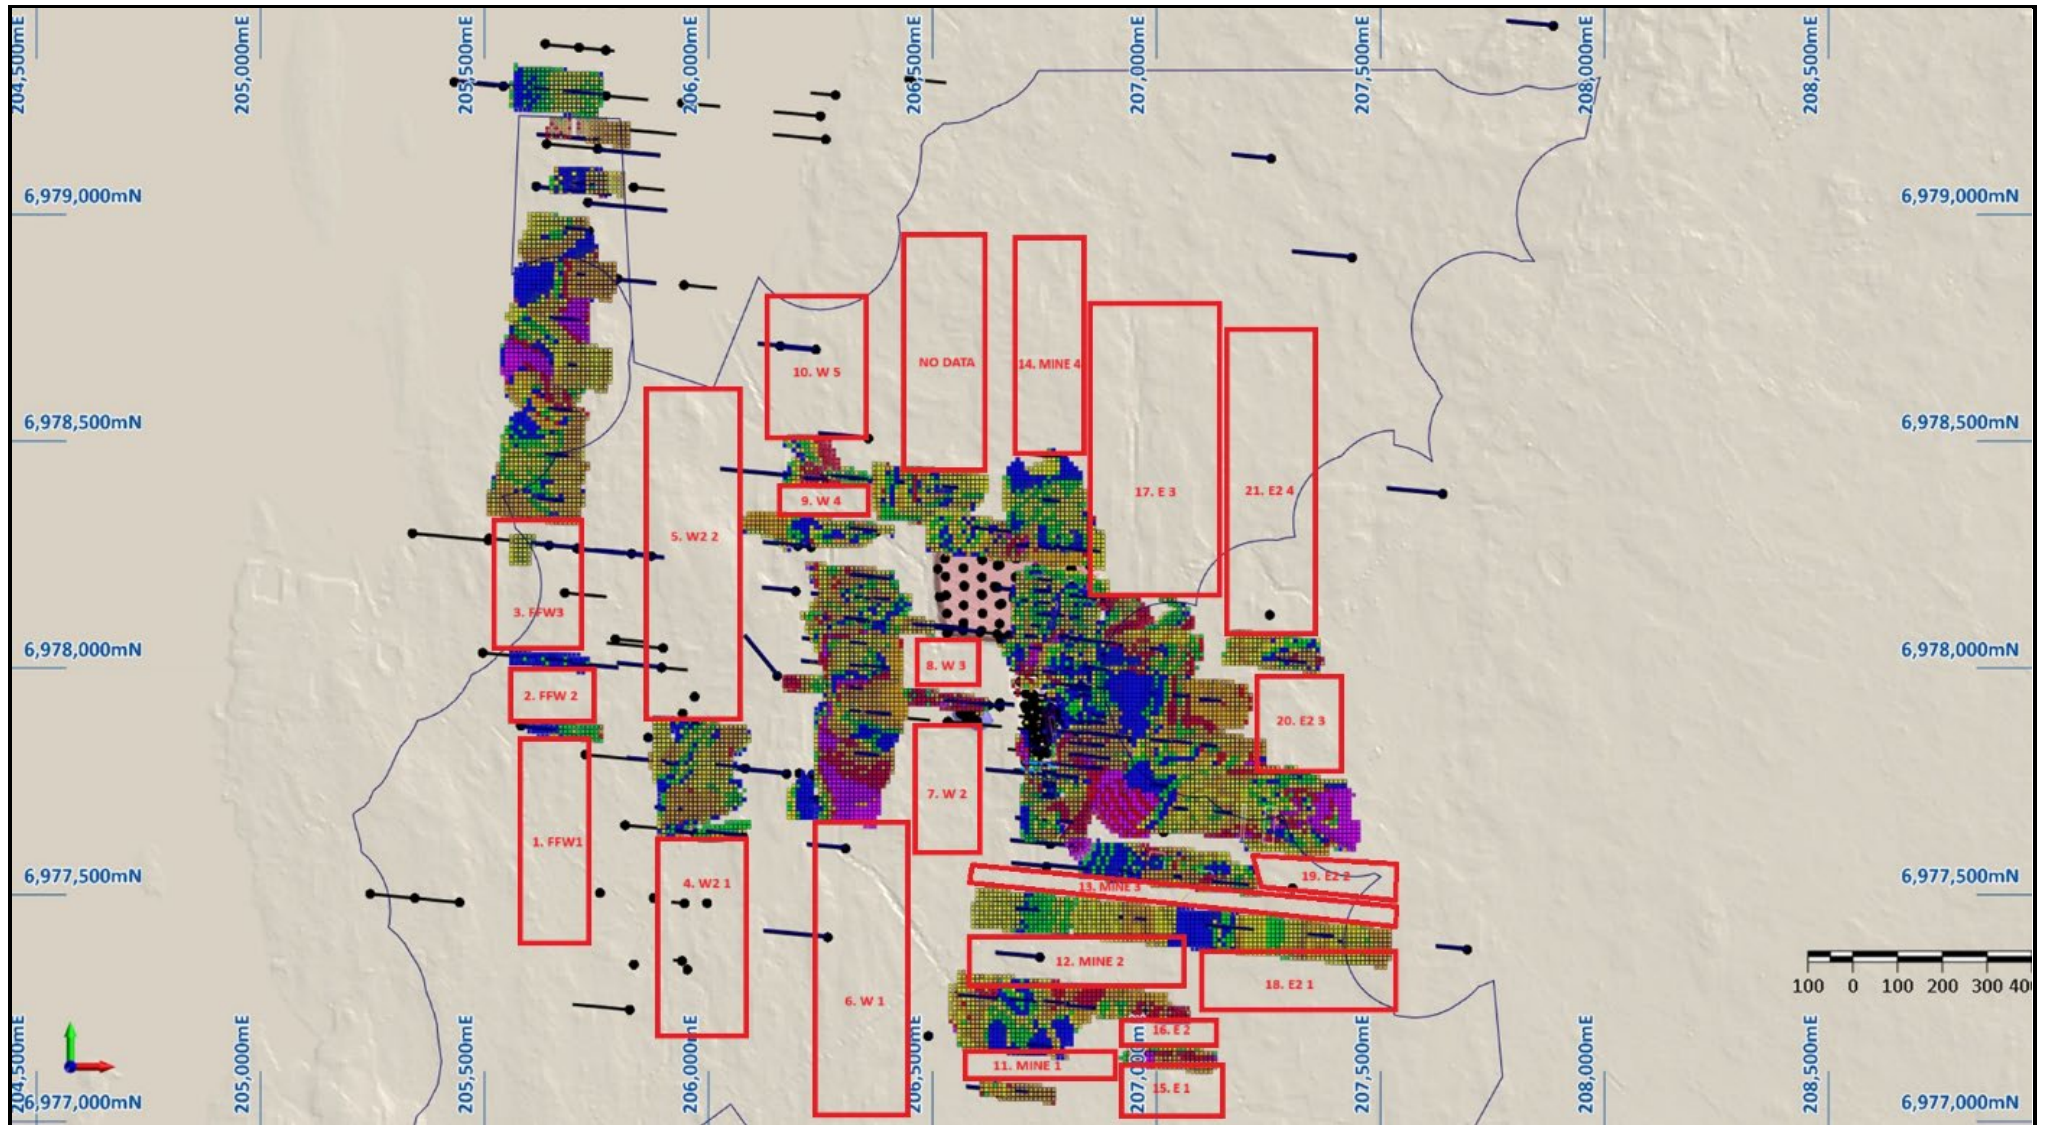 204,500mE
205,000mE
205,500mE
206,000mE
206,500mE
207,000mE
207,500mE
208,000mE
208,500mE
6,979,000mN
6,979,000mN
10. W 5
NO DATA
14. MINE 4
6,978,500mN
6,978,500mN
9. W 4
17. E 3
21. E2 4
5. W2 2
3. FFW3
6,978,000mN
6,978,000mN
8. W 3
2. FFW 2
20. E2 3
7. W 2
1. FFW1
6,977,500mN
6,977,500mN
4. W2 1
19. E2 2
13. MINE 3
12. MINE 2
18. E2 1
6. W 1
100 0 100 200 300 400
16. E 2
11. MINE 1
15. E 1
204,500mE
205,000mE
205,500mE
206,000mE
206,500mE
207,000mE
207,500mE
208,000mE
208,500mE
6,977,000mN
6,977,000mN